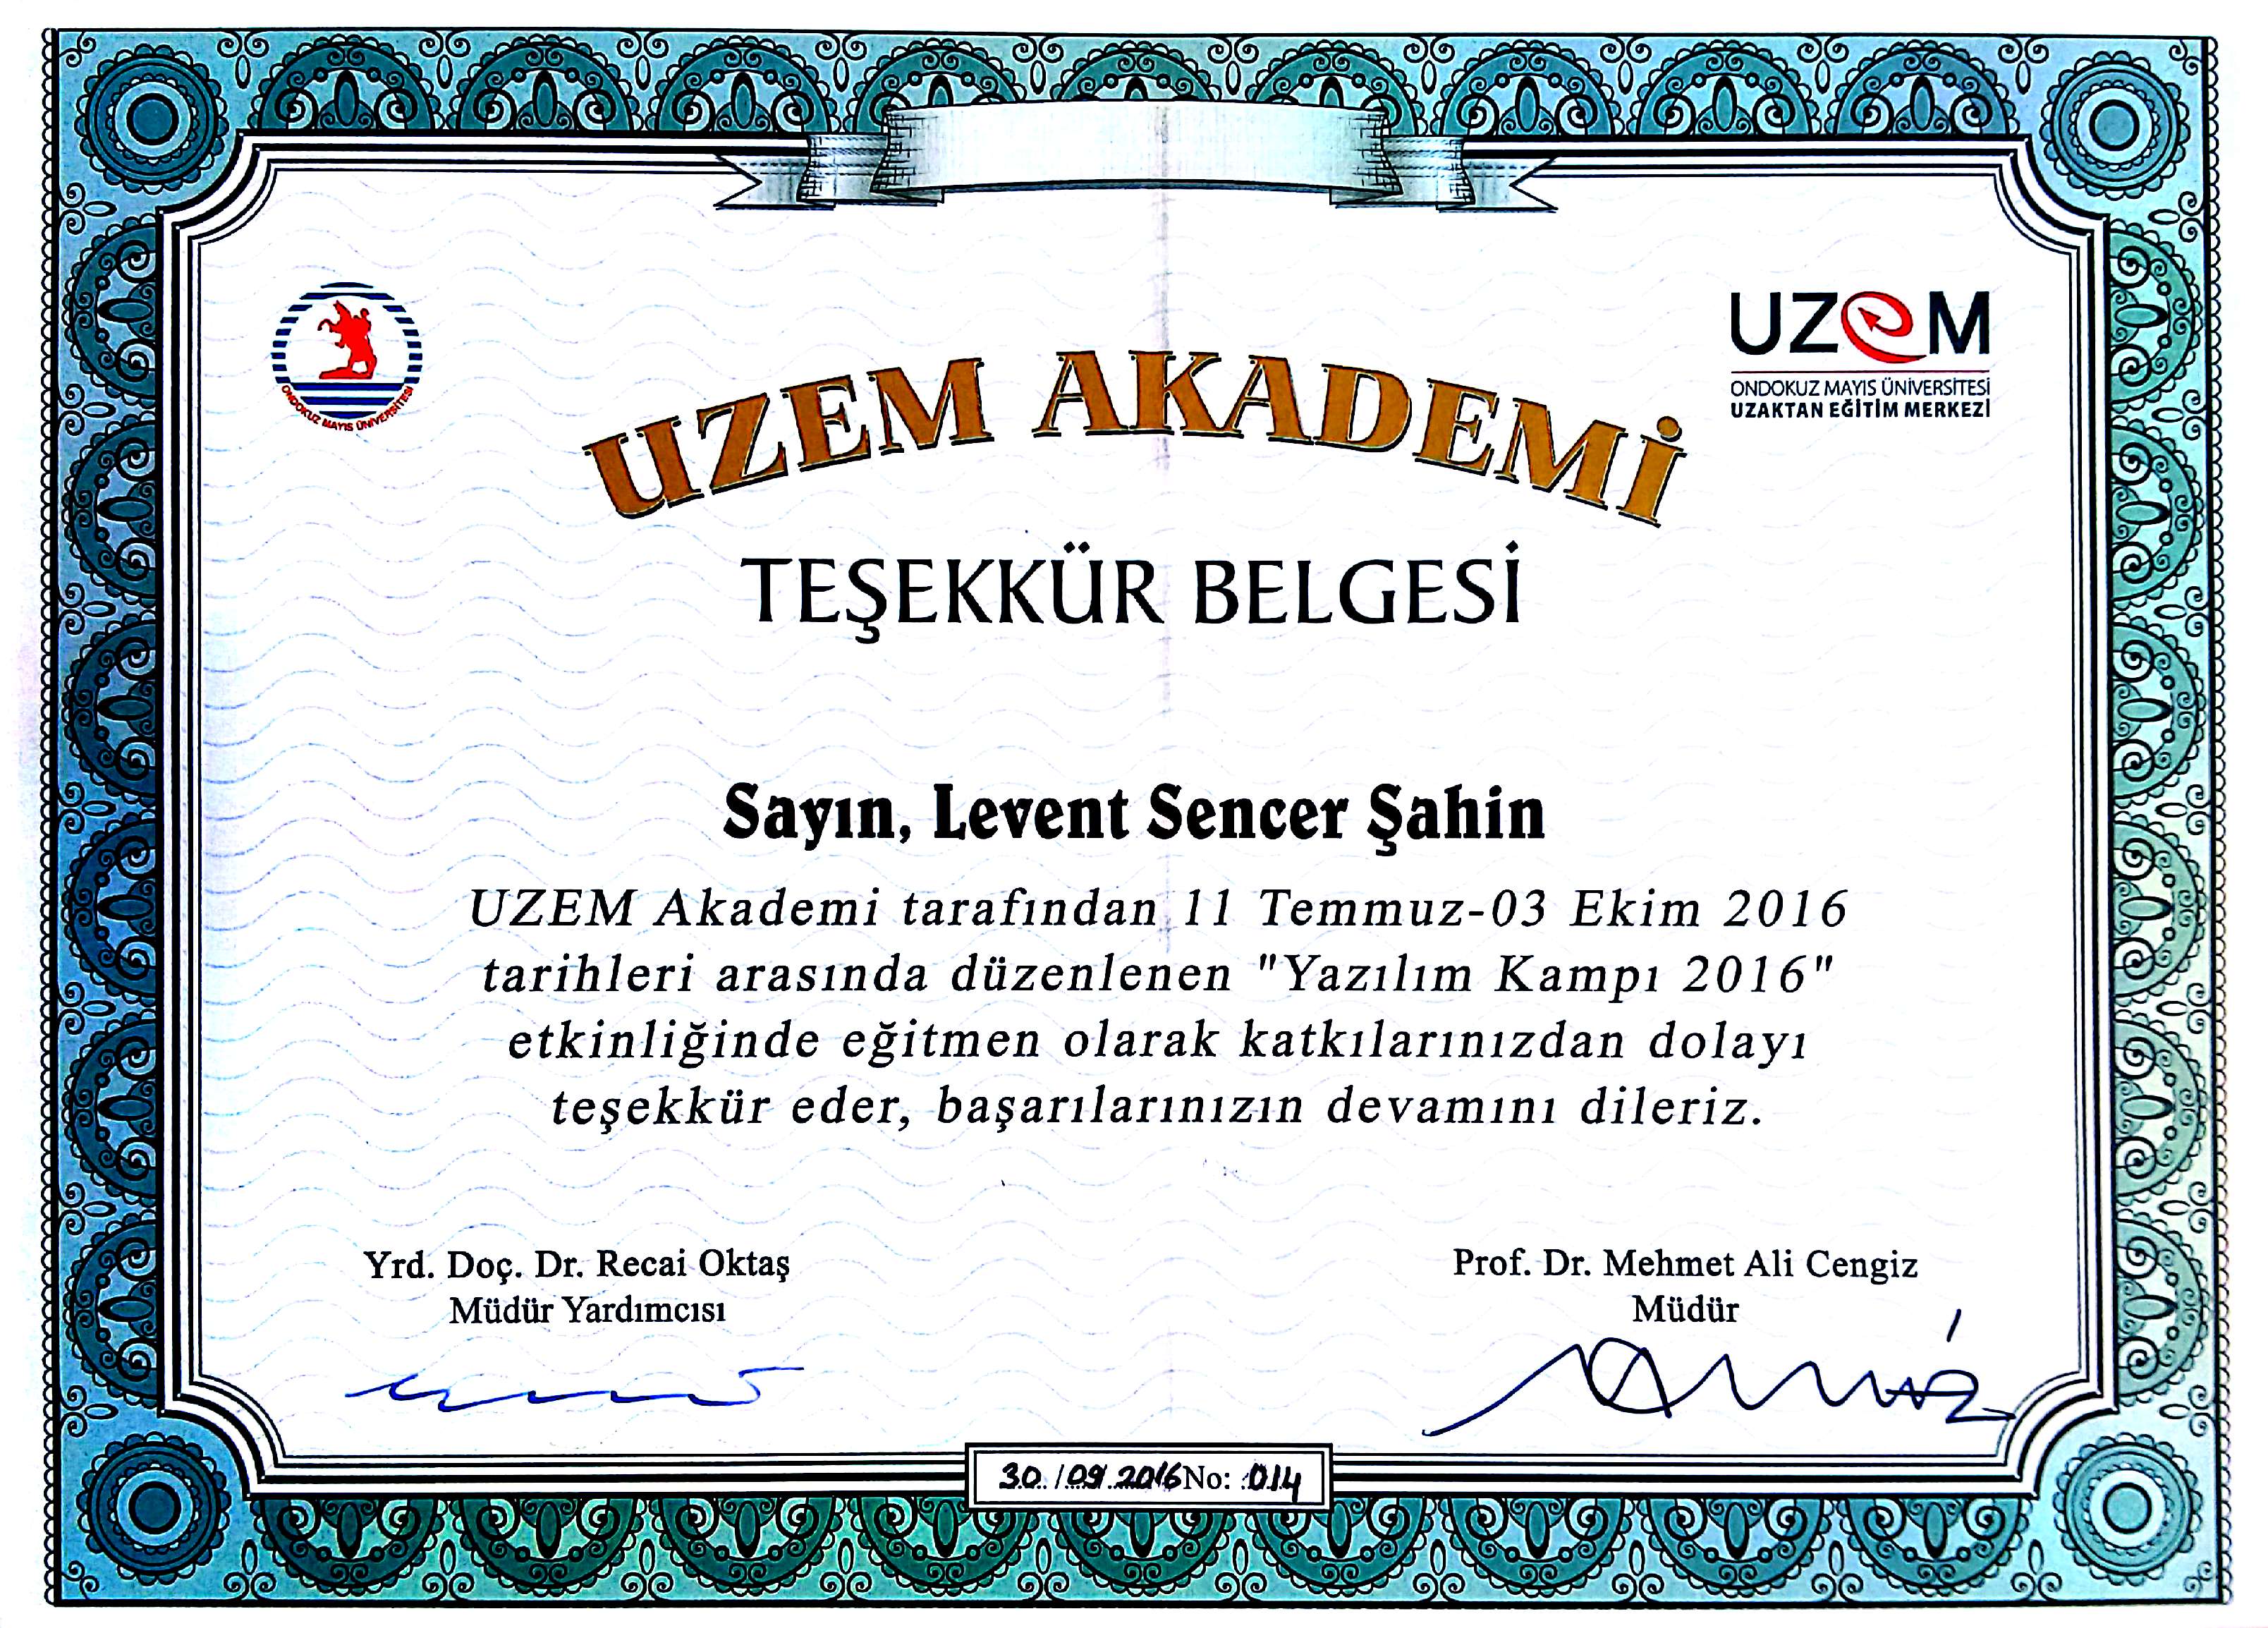 ONDOKUZ MAYIS ÜNİVERSİTESİ
UZEM
ONDOKUZ MAYIS ÜNİVERSİTESİ
UZAKTAN EĞİTİM MERKEZİ
UZEM AKADEMİ
TEŞEKKÜR BELGESİ
Sayın, Levent Sencer Şahin
UZEM Akademi tarafından 11 Temmuz-03 Ekim 2016
tarihleri arasında düzenlenen "Yazılım Kampı 2016"
etkinliğinde eğitmen olarak katkılarınızdan dolayı
teşekkür eder, başarılarınızın devamını dileriz.
Yrd. Doç. Dr. Recai Oktaş
Müdür Yardımcısı
Prof. Dr. Mehmet Ali Cengiz
Müdür
30/09/2016 No: 014